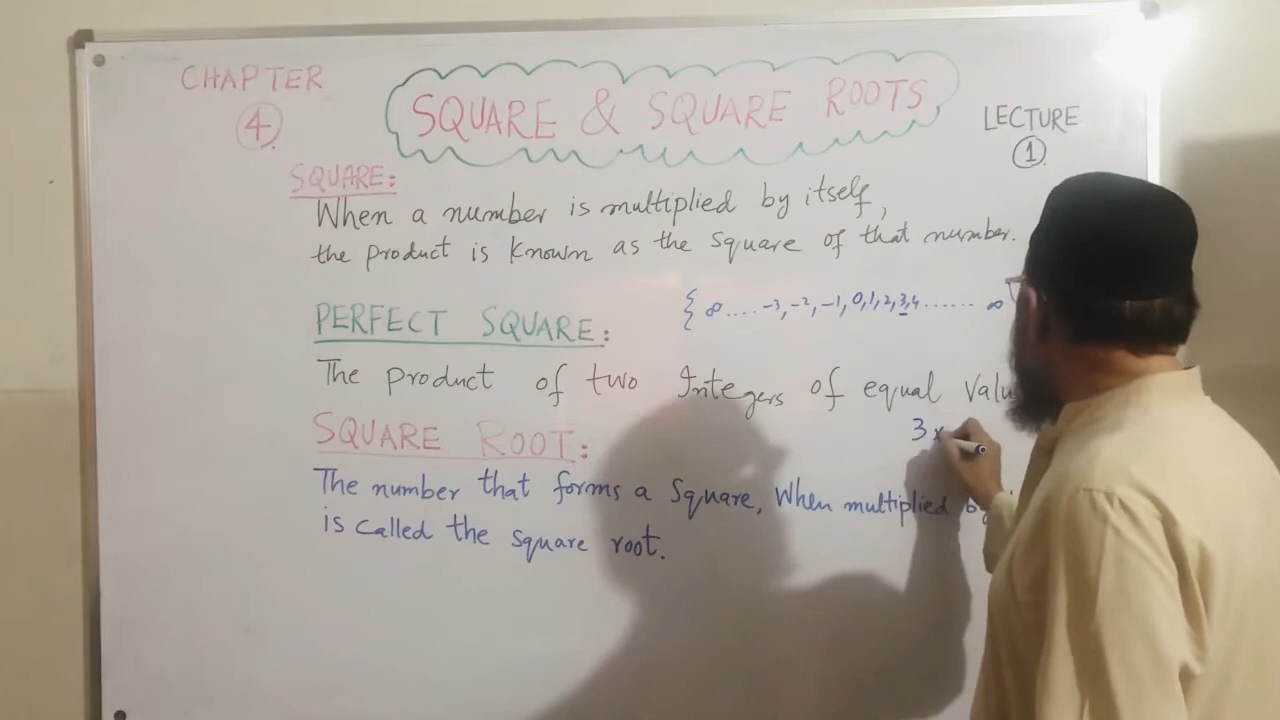 CHAPTER
4
SQUARE & SQUARE ROOTS
LECTURE
1
SQUARE:
When a number is multiplied by itself,
the product is known as the square of that number.
PERFECT SQUARE:
{ ∞ .... -3, -2, -1, 0, 1, 2, 3, 4 ...... ∞
The product of two Integers of equal
3 x
SQUARE ROOT:
The number that forms a square, When multiplied
is called the square root.